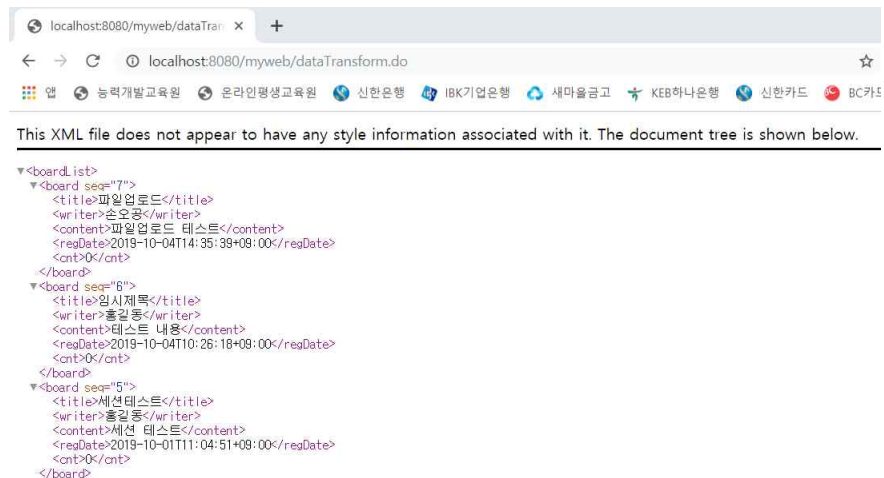 localhost:8080/myweb/dataTran
localhost:8080/myweb/dataTransform.do
앱 능력개발교육원 온라인평생교육원 신한은행 IBK기업은행 새마을금고 KEB하나은행 신한카드 BC카드
This XML file does not appear to have any style information associated with it. The document tree is shown below.
▼<boardList>
▼<board seq="7">
<title>파일업로드</title>
<writer>손오공</writer>
<content>파일업로드 테스트</content>
<regDate>2019-10-04T14:35:39+09:00</regDate>
<cnt>0</cnt>
</board>
▼<board seq="6">
<title>임시제목</title>
<writer>홍길동</writer>
<content>테스트 내용</content>
<regDate>2019-10-04T10:26:18+09:00</regDate>
<cnt>0</cnt>
</board>
▼<board seq="5">
<title>세션테스트</title>
<writer>홍길동</writer>
<content>세션 테스트</content>
<regDate>2019-10-01T11:04:51+09:00</regDate>
<cnt>0</cnt>
</board>